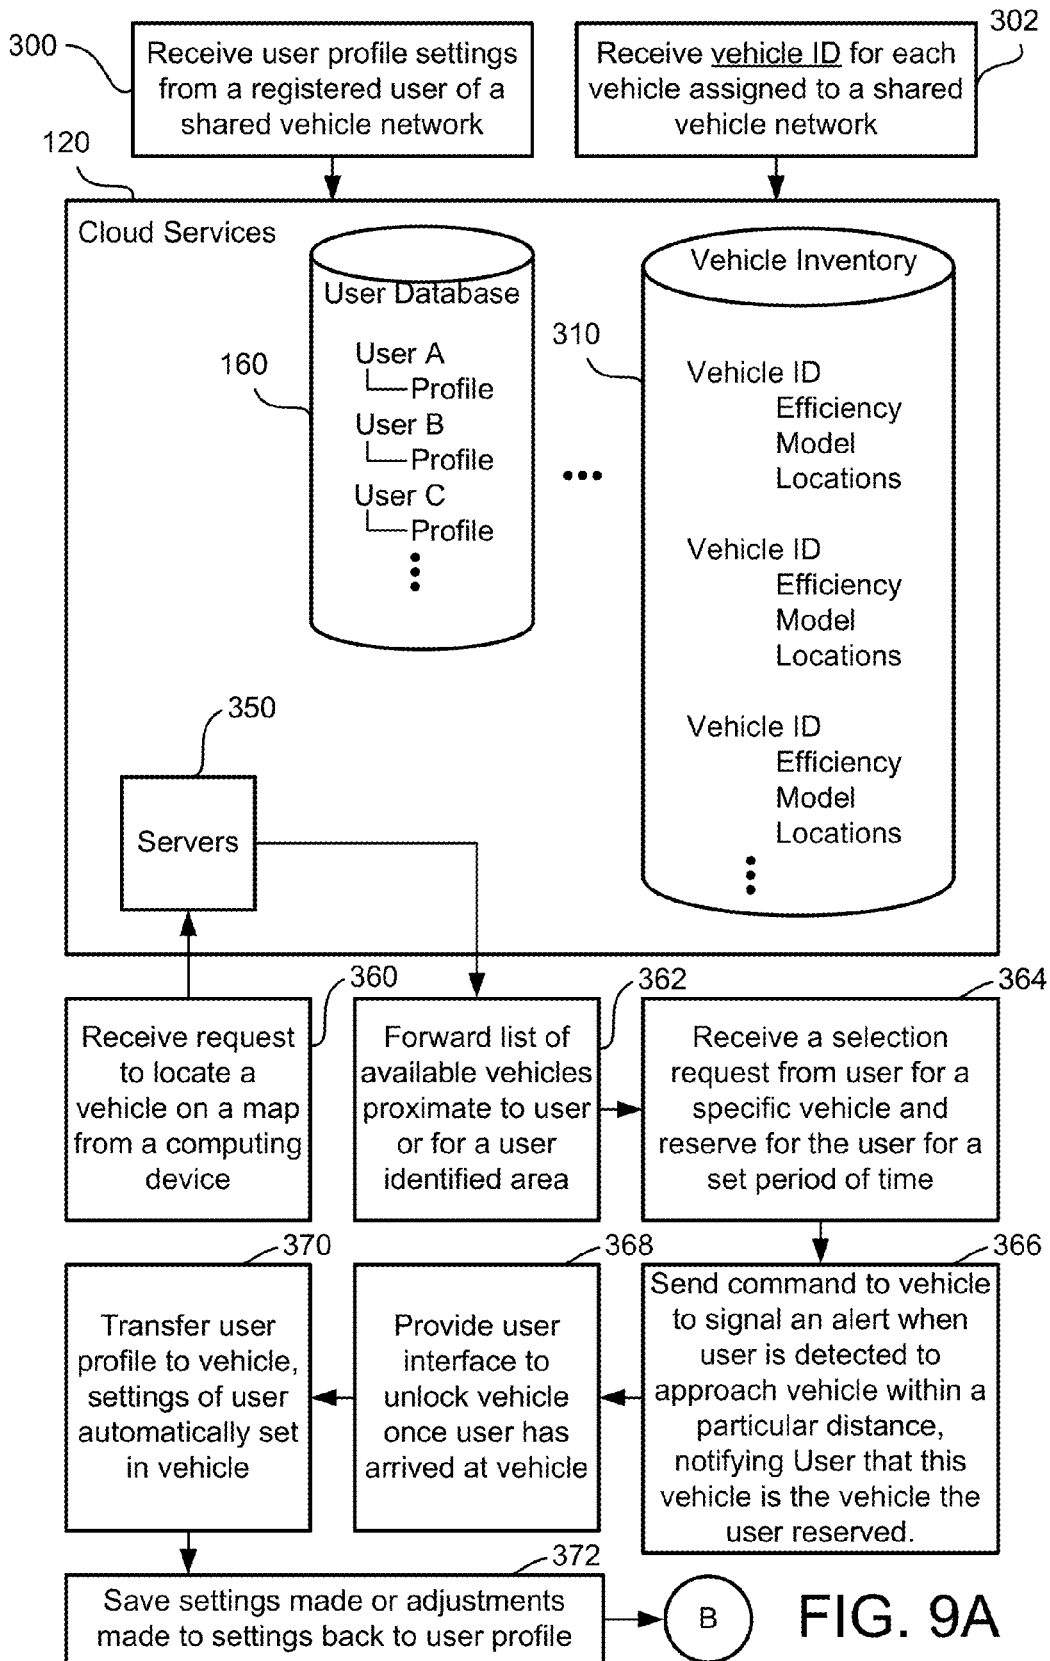 300
Receive user profile settings
from a registered user of a
shared vehicle network
302
Receive vehicle ID for each
vehicle assigned to a shared
vehicle network
120
Cloud Services
160
User Database
User A
Profile
User B
Profile
User C
Profile
310
Vehicle Inventory
Vehicle ID
Efficiency
Model
Locations
Vehicle ID
Efficiency
Model
Locations
Vehicle ID
Efficiency
Model
Locations
350
Servers
360
Receive request
to locate a
vehicle on a map
from a computing
device
362
Forward list of
available vehicles
proximate to user
or for a user
identified area
364
Receive a selection
request from user for a
specific vehicle and
reserve for the user for a
set period of time
366
Send command to vehicle
to signal an alert when
user is detected to
approach vehicle within a
particular distance,
notifying User that this
vehicle is the vehicle the
user reserved.
368
Provide user
interface to
unlock vehicle
once user has
arrived at vehicle
370
Transfer user
profile to vehicle,
settings of user
automatically set
in vehicle
372
Save settings made or adjustments
made to settings back to user profile
B
FIG. 9A